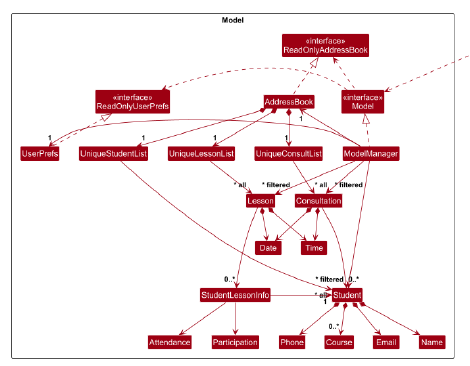 Model
«interface»
ReadOnlyAddressBook
«interface»
ReadOnlyUserPrefs
AddressBook
«interface»
Model
1
1
1
1
1
UserPrefs
UniqueStudentList
UniqueLessonList
UniqueConsultList
ModelManager
* all
* filtered
* all
* filtered
Lesson
Consultation
Date
Time
0..*
* filtered
0..*
StudentLessonInfo
* all
1
Student
0..*
Attendance
Participation
Phone
Course
Email
Name